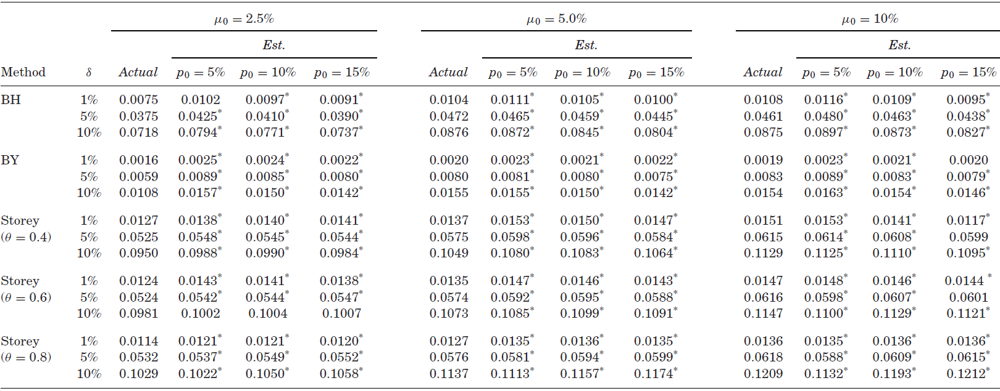 μ0 = 2.5% μ0 = 5.0% μ0 = 10%
Est. Est. Est.
Method δ Actual p0 = 5% p0 = 10% p0 = 15% Actual p0 = 5% p0 = 10% p0 = 15% Actual p0 = 5% p0 = 10% p0 = 15%
BH 1% 0.0075 0.0102 0.0097* 0.0091* 0.0104 0.0111* 0.0105* 0.0100* 0.0108 0.0116* 0.0109* 0.0095*
5% 0.0375 0.0425* 0.0410* 0.0390* 0.0472 0.0465* 0.0459* 0.0445* 0.0461 0.0480* 0.0463* 0.0438*
10% 0.0718 0.0794* 0.0771* 0.0737* 0.0876 0.0872* 0.0845* 0.0804* 0.0875 0.0897* 0.0873* 0.0827*
BY 1% 0.0016 0.0025* 0.0024* 0.0022* 0.0020 0.0023* 0.0021* 0.0022* 0.0019 0.0023* 0.0021* 0.0020
5% 0.0059 0.0089* 0.0085* 0.0080* 0.0080 0.0081* 0.0080* 0.0075* 0.0083 0.0089* 0.0083* 0.0079*
10% 0.0108 0.0157* 0.0150* 0.0142* 0.0155 0.0155* 0.0150* 0.0142* 0.0154 0.0163* 0.0154* 0.0146*
Storey 1% 0.0127 0.0138* 0.0140* 0.0141* 0.0137 0.0153* 0.0150* 0.0147* 0.0151 0.0153* 0.0141* 0.0117*
(θ = 0.4) 5% 0.0525 0.0548* 0.0545* 0.0544* 0.0575 0.0598* 0.0596* 0.0584* 0.0615 0.0614* 0.0608* 0.0599
10% 0.0950 0.0988* 0.0990* 0.0984* 0.1049 0.1080* 0.1083* 0.1064* 0.1129 0.1125* 0.1110* 0.1095*
Storey 1% 0.0124 0.0143* 0.0141* 0.0138* 0.0135 0.0147* 0.0146* 0.0143* 0.0147 0.0148* 0.0146* 0.0144 *
(θ = 0.6) 5% 0.0524 0.0542* 0.0544* 0.0547* 0.0574 0.0592* 0.0595* 0.0588* 0.0616 0.0598* 0.0607* 0.0601
10% 0.0981 0.1002 0.1004 0.1007 0.1073 0.1085* 0.1099* 0.1091* 0.1147 0.1100* 0.1129* 0.1121*
Storey 1% 0.0114 0.0121* 0.0121* 0.0120* 0.0127 0.0135* 0.0136* 0.0135* 0.0136 0.0135* 0.0136* 0.0136*
(θ = 0.8) 5% 0.0532 0.0537* 0.0549* 0.0552* 0.0576 0.0581* 0.0594* 0.0599* 0.0618 0.0588* 0.0609* 0.0615*
10% 0.1029 0.1022* 0.1050* 0.1058* 0.1137 0.1113* 0.1157* 0.1174* 0.1209 0.1132* 0.1193* 0.1212*